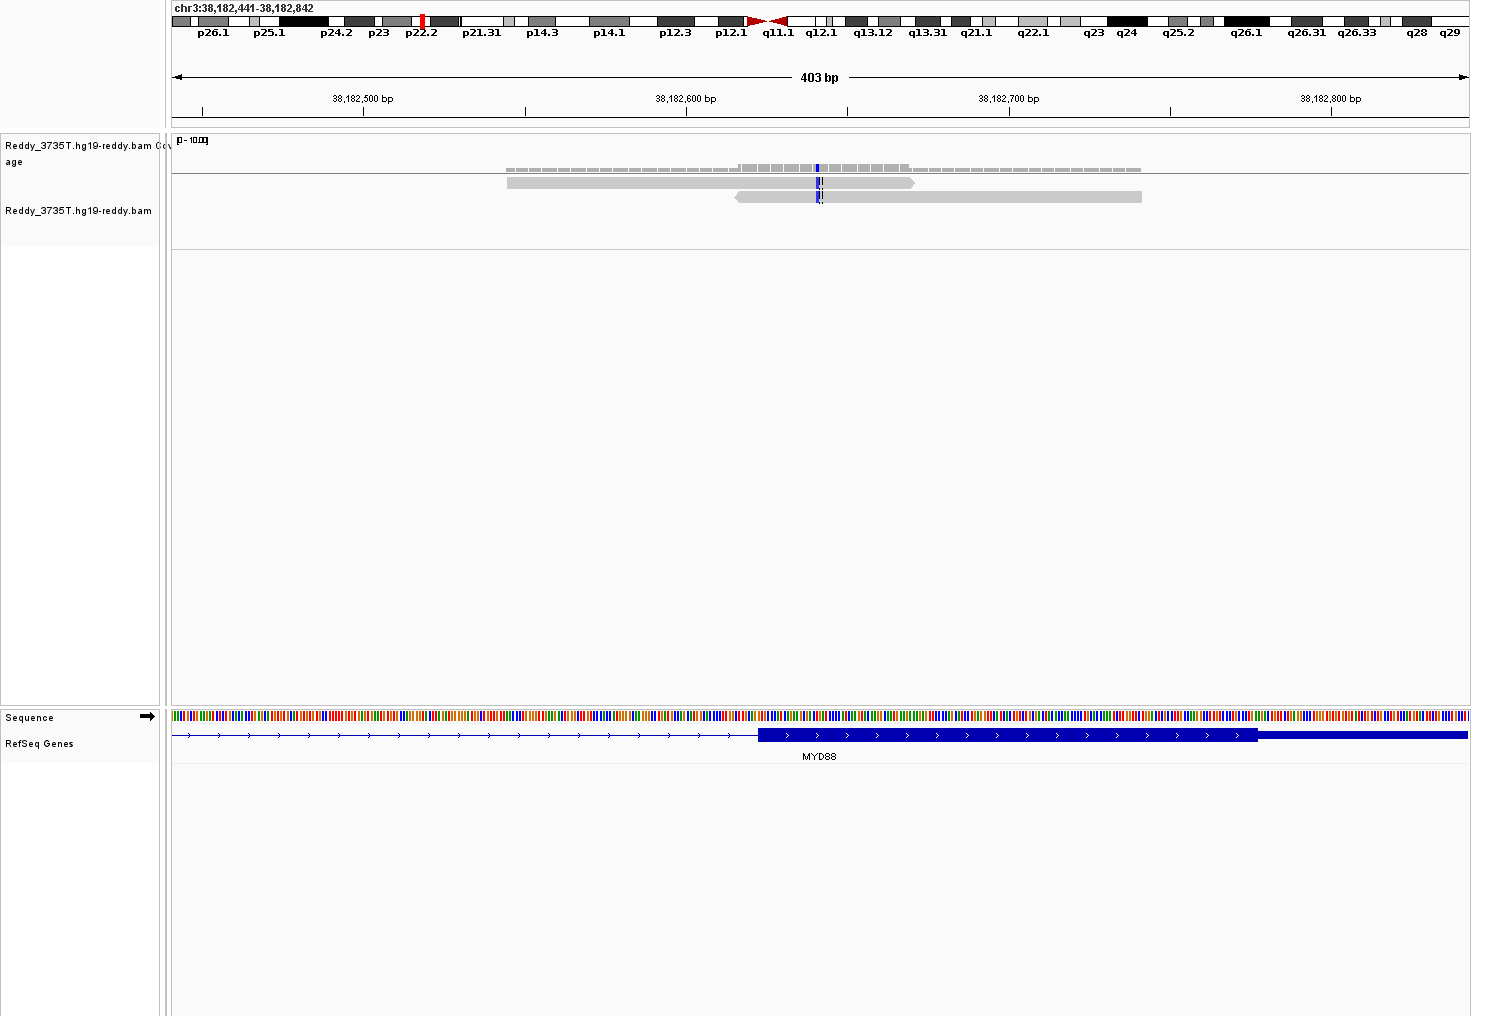 chr3:38,182,441-38,182,842
p26.1 p25.1 p24.2 p23 p22.2 p21.31 p14.3 p14.1 p12.3 p12.1 q11.1 q12.1 q13.12 q13.31 q21.1 q22.1 q23 q24 q25.2 q26.1 q26.31 q26.33 q28 q29
403 bp
38,182,500 bp 38,182,600 bp 38,182,700 bp 38,182,800 bp
[0 - 10.00]
Reddy_3735T.hg19-reddy.bam Cov
age
Reddy_3735T.hg19-reddy.bam
Sequence
RefSeq Genes
MYD88